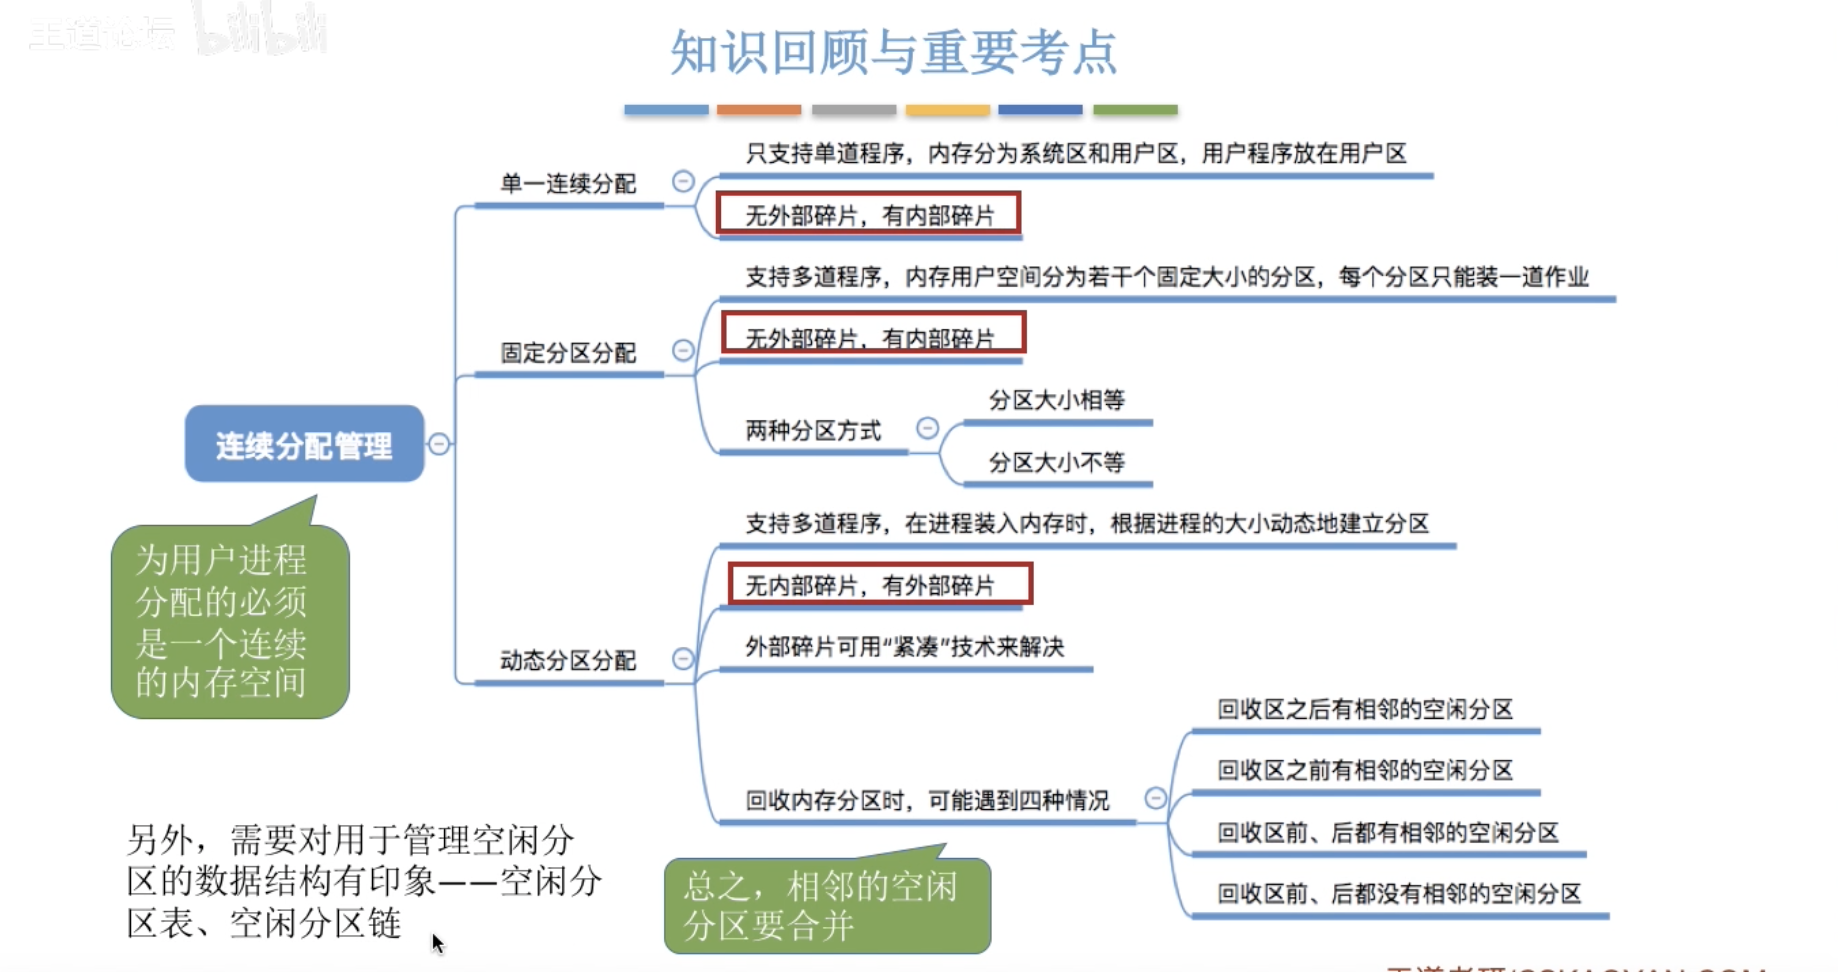 王道论坛 bilibili
知识回顾与重要考点
只支持单道程序，内存分为系统区和用户区，用户程序放在用户区
单一连续分配
无外部碎片，有内部碎片
支持多道程序，内存用户空间分为若干个固定大小的分区，每个分区只能装一道作业
无外部碎片，有内部碎片
固定分区分配
分区大小相等
两种分区方式
分区大小不等
连续分配管理
为用户进程
分配的必须
是一个连续
的内存空间
支持多道程序，在进程装入内存时，根据进程的大小动态地建立分区
无内部碎片，有外部碎片
外部碎片可用“紧凑”技术来解决
动态分区分配
回收区之后有相邻的空闲分区
回收区之前有相邻的空闲分区
回收内存分区时，可能遇到四种情况
回收区前、后都有相邻的空闲分区
回收区前、后都没有相邻的空闲分区
总之，相邻的空闲
分区要合并
另外，需要对用于管理空闲分
区的数据结构有印象——空闲分
区表、空闲分区链